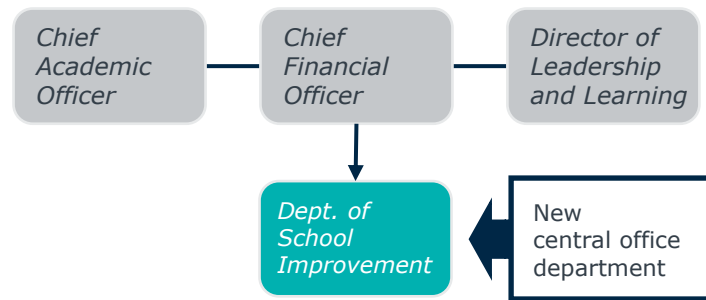 Chief
Academic
Officer
Chief
Financial
Officer
Director of
Leadership
and Learning
Dept. of
School
Improvement
New
central office
department